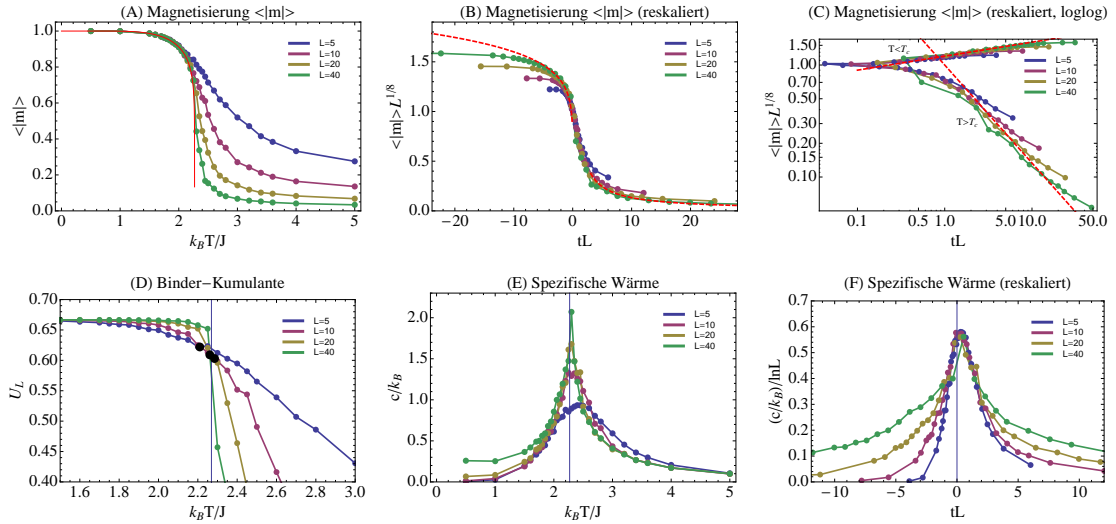 (A) Magnetisierung <|m|>
<|m|>
1.0
0.8
0.6
0.4
0.2
0.0
0
1
2
3
4
5
k_BT/J
L=5
L=10
L=20
L=40
(B) Magnetisierung <|m|> (reskaliert)
<|m|>L^{1/8}
1.5
1.0
0.5
0.0
−20
−10
0
10
20
tL
L=5
L=10
L=20
L=40
(C) Magnetisierung <|m|> (reskaliert, loglog)
<|m|>L^{1/8}
1.50
1.00
0.70
0.50
0.30
0.20
0.15
0.10
0.1
0.5
1.0
5.0
10.0
50.0
tL
T<T_c
T>T_c
L=5
L=10
L=20
L=40
(D) Binder−Kumulante
U_L
0.70
0.65
0.60
0.55
0.50
0.45
0.40
1.6
1.8
2.0
2.2
2.4
2.6
2.8
3.0
k_BT/J
L=5
L=10
L=20
L=40
(E) Spezifische Wärme
c/k_B
2.0
1.5
1.0
0.5
0.0
0
1
2
3
4
5
k_BT/J
L=5
L=10
L=20
L=40
(F) Spezifische Wärme (reskaliert)
(c/k_B)/lnL
0.7
0.6
0.5
0.4
0.3
0.2
0.1
0.0
−10
−5
0
5
10
tL
L=5
L=10
L=20
L=40